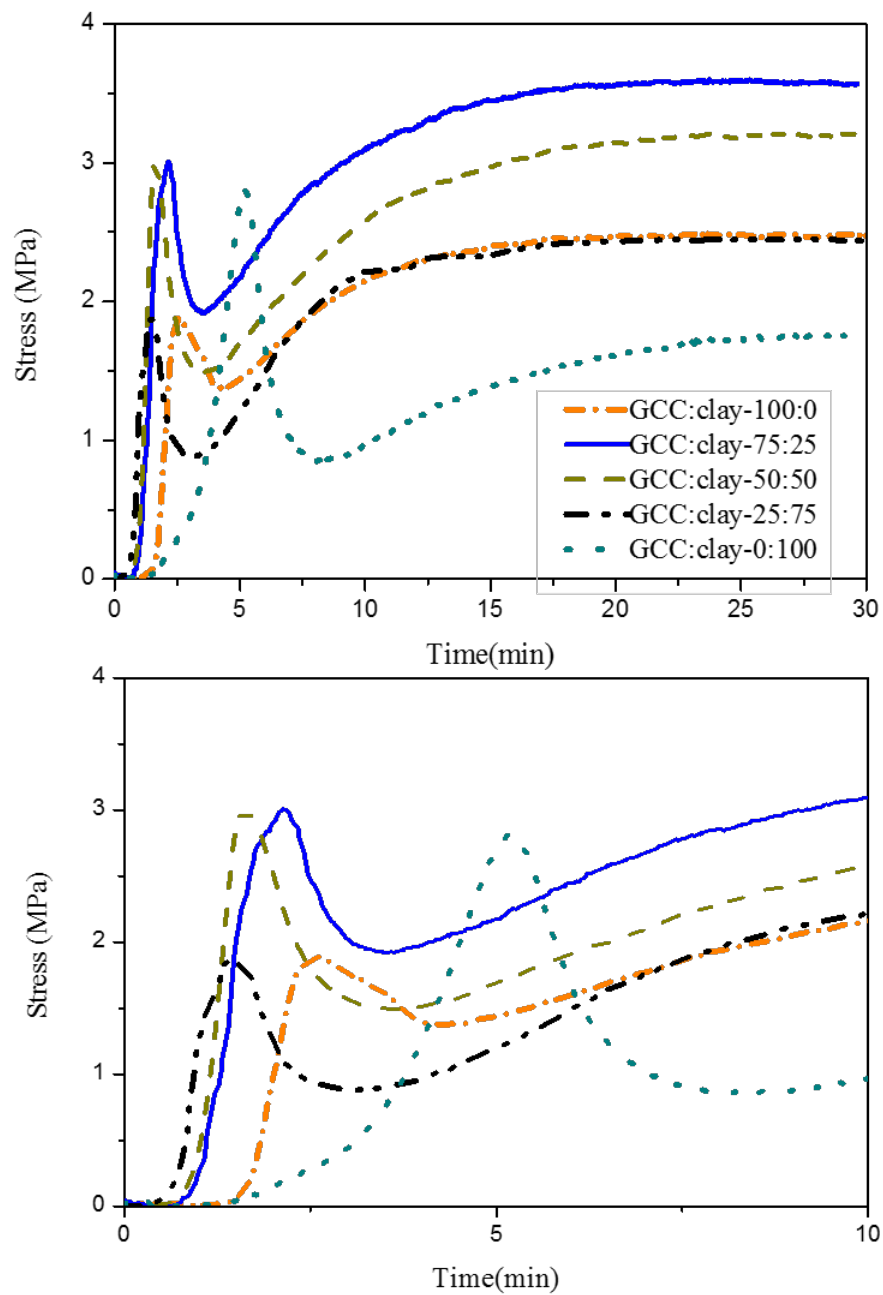 4
3
2
1
0
Stress (MPa)
GCC:clay-100:0
GCC:clay-75:25
GCC:clay-50:50
GCC:clay-25:75
GCC:clay-0:100
0 5 10 15 20 25 30
Time(min)
4
3
2
1
0
Stress (MPa)
0 5 10
Time(min)